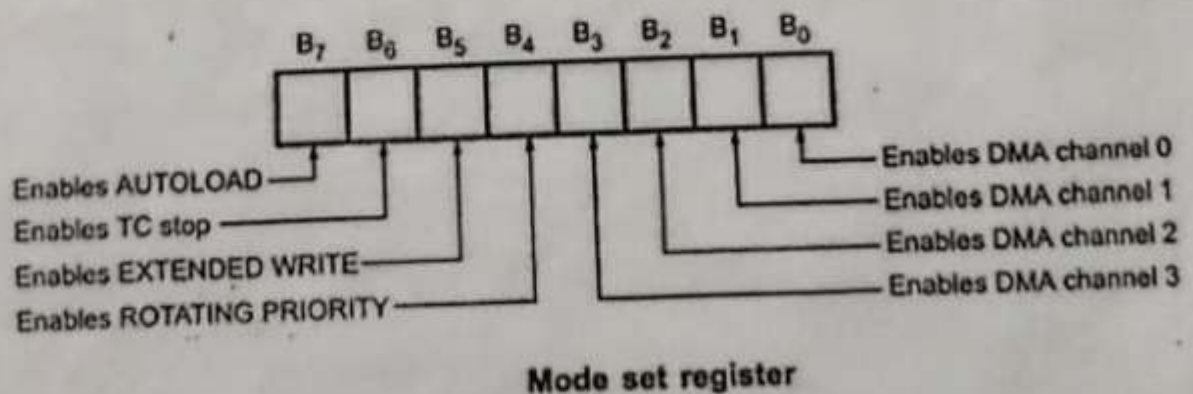 B7 B6 B5 B4 B3 B2 B1 B0
Enables AUTOLOAD
Enables TC stop
Enables EXTENDED WRITE
Enables ROTATING PRIORITY
Enables DMA channel 0
Enables DMA channel 1
Enables DMA channel 2
Enables DMA channel 3
Mode set register